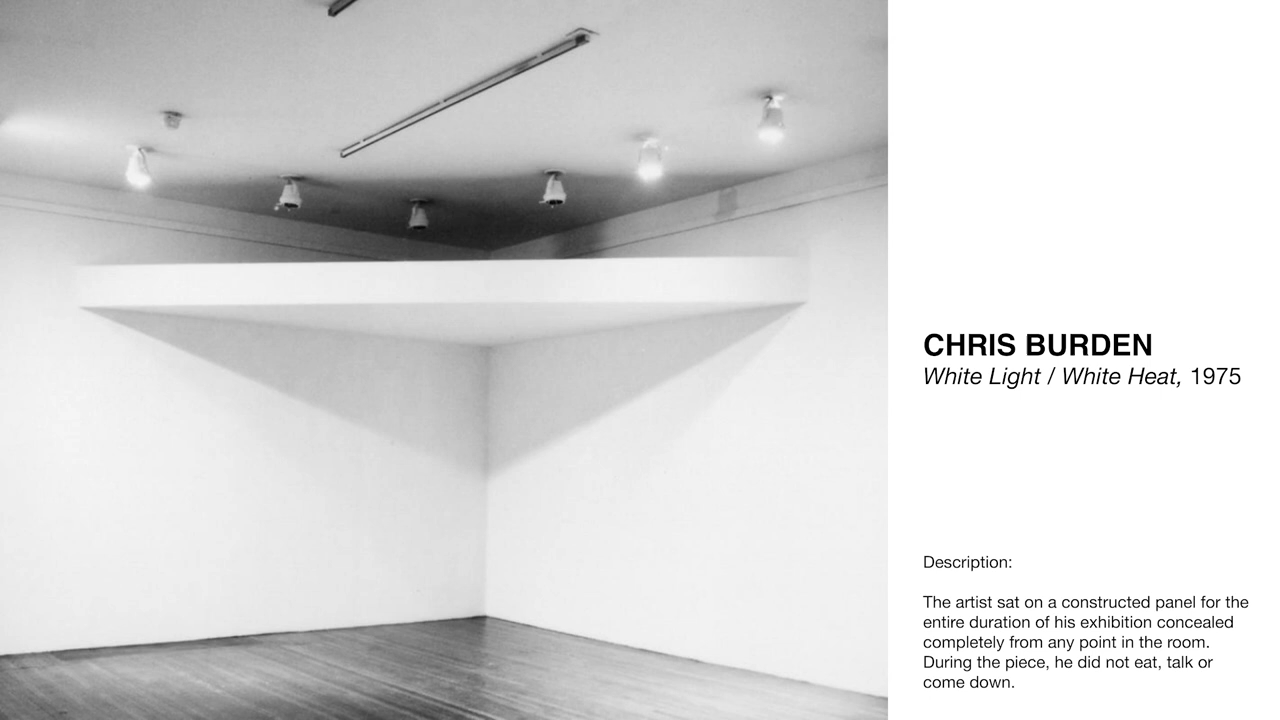 CHRIS BURDEN
White Light / White Heat, 1975
Description:
The artist sat on a constructed panel for the
entire duration of his exhibition concealed
completely from any point in the room.
During the piece, he did not eat, talk or
come down.